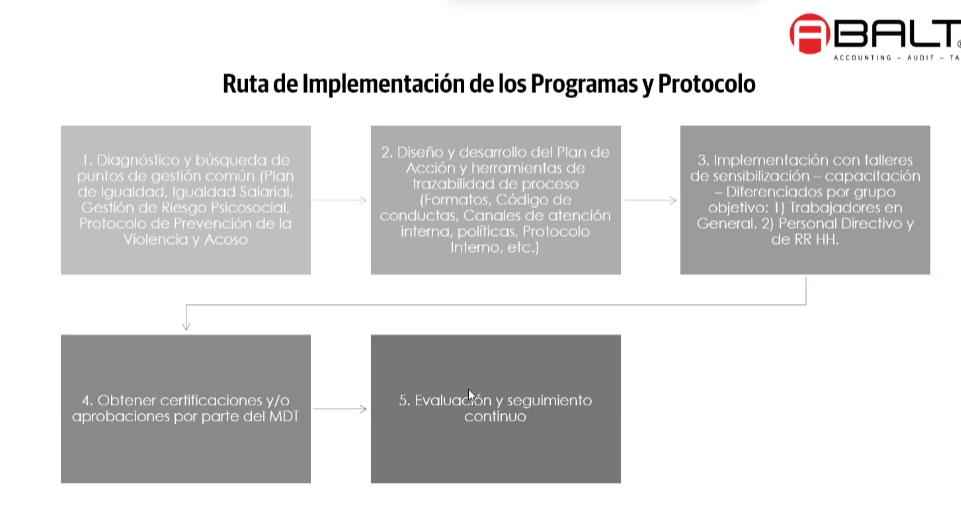 ABALT®
ACCOUNTING – AUDIT – TA
Ruta de Implementación de los Programas y Protocolo
1. Diagnóstico y búsqueda de
puntos de gestión común (Plan
de Igualdad, Igualdad Salarial,
Gestión de Riesgo Psicosocial,
Protocolo de Prevención de la
Violencia y Acoso
2. Diseño y desarrollo del Plan de
Acción y herramientas de
trazabilidad de proceso
(Formatos, Código de
conductas, Canales de atención
interna, políticas, Protocolo
Interno, etc.)
3. Implementación con talleres
de sensibilización – capacitación
– Diferenciados por grupo
objetivo: 1) Trabajadores en
General. 2) Personal Directivo y
de RR HH.
4. Obtener certificaciones y/o
aprobaciones por parte del MDT
5. Evaluación y seguimiento
continuo